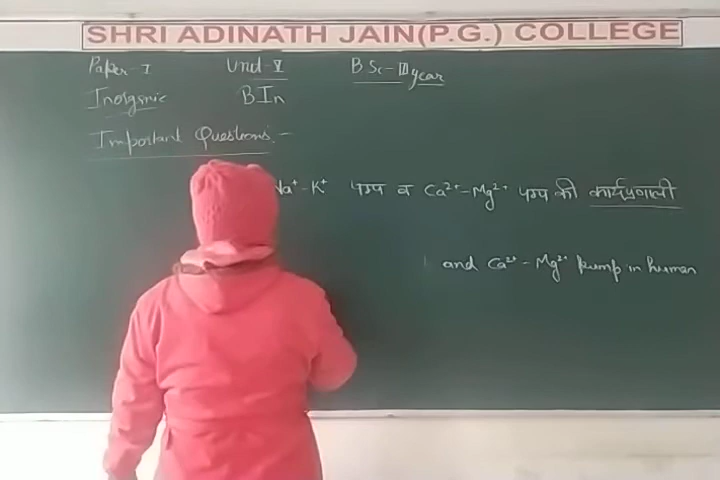 SHRI ADINATH JAIN(P.G.) COLLEGE
Paper-I Unit-V BSc-III year
Inorganic BIn
Important Questions-
Na⁺-K⁺ पम्प व Ca²⁺-Mg²⁺ पम्प की कार्यप्रणाली
and Ca²⁺-Mg²⁺ pump in human